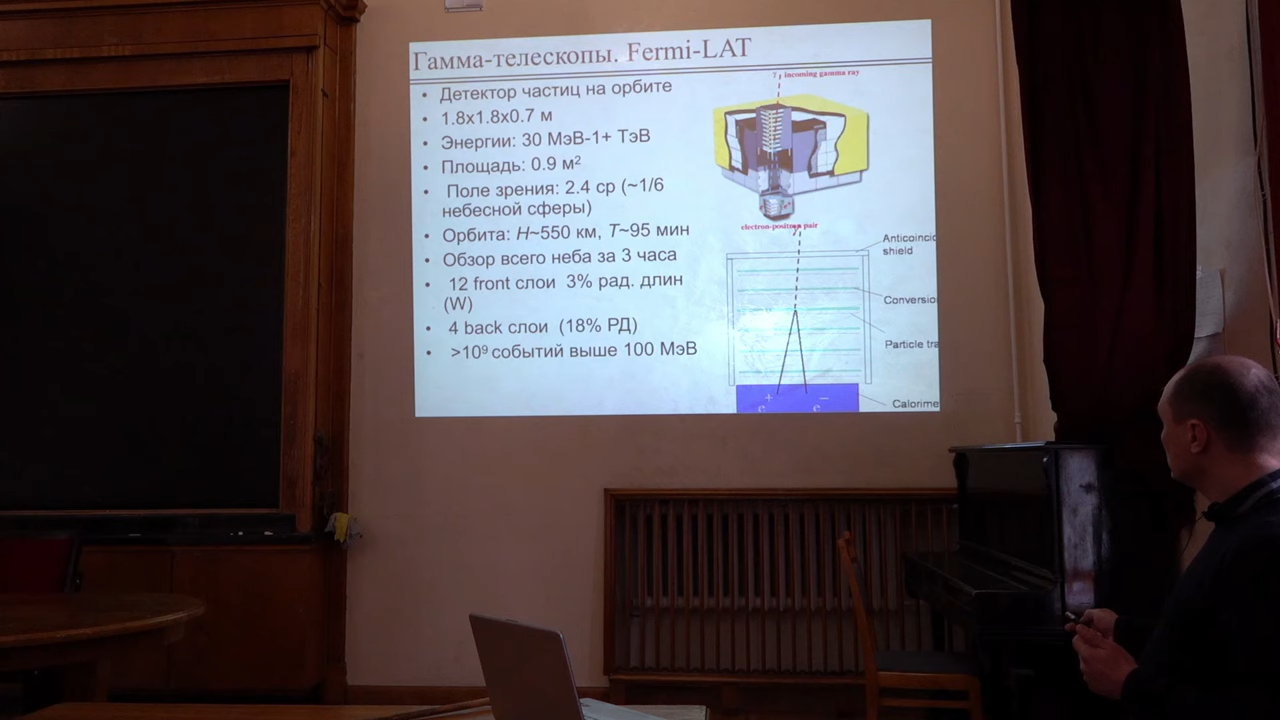 Гамма-телескопы. Fermi-LAT
• Детектор частиц на орбите
• 1.8x1.8x0.7 м
• Энергии: 30 МэВ-1+ ТэВ
• Площадь: 0.9 м²
• Поле зрения: 2.4 ср (~1/6
небесной сферы)
• Орбита: H~550 км, T~95 мин
• Обзор всего неба за 3 часа
• 12 front слои 3% рад. длин
(W)
• 4 back слои (18% РД)
• >10⁹ событий выше 100 МэВ
γ incoming gamma ray
electron-positron pair
γ
Anticoinc
shield
Conversio
Particle tra
Calorime
e⁺ e⁻